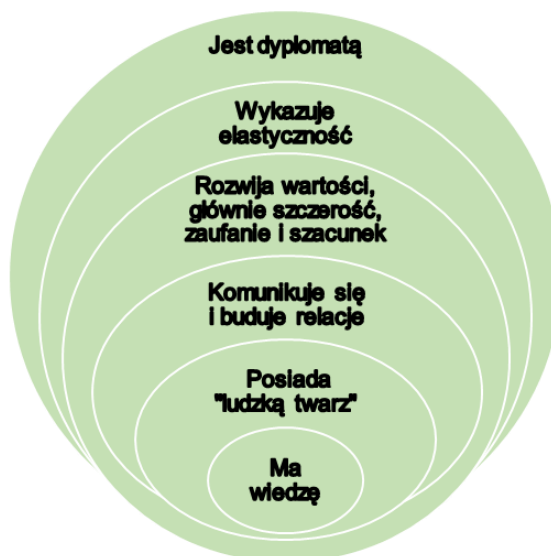 Jest dyplomatą
Wykazuje
elastyczność
Rozwija wartości,
głównie szczerość,
zaufanie i szacunek
Komunikuje się
i buduje relacje
Posiada
"ludzką twarz"
Ma
wiedzę